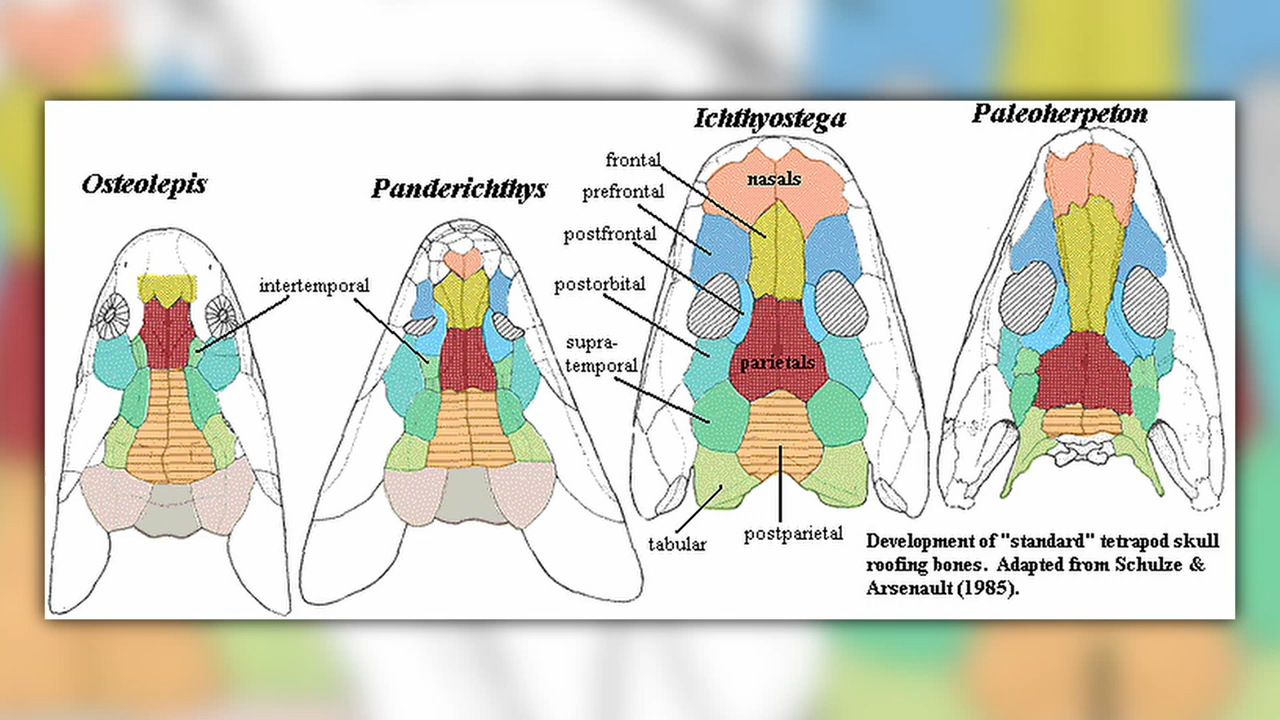 Osteolepis
Panderichthys
Ichthyostega
Paleoherpeton
intertemporal
frontal
prefrontal
postfrontal
postorbital
supra-
temporal
nasals
parietals
tabular
postparietal
Development of "standard" tetrapod skull
roofing bones. Adapted from Schulze &
Arsenault (1985).